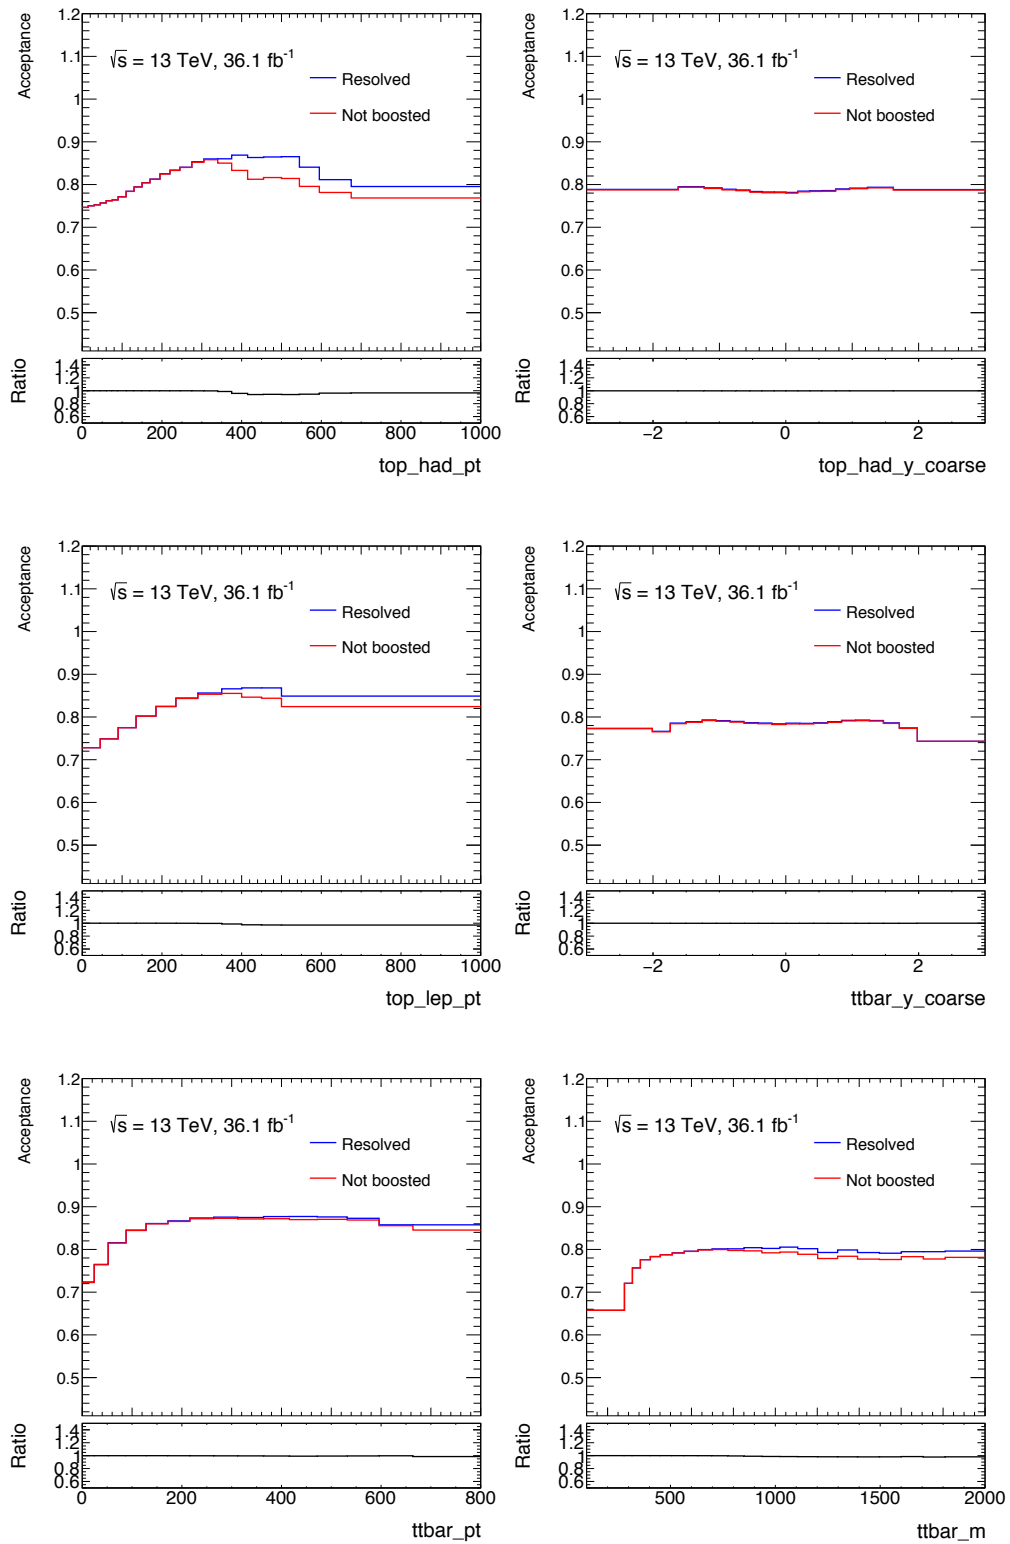 1.2
1.1
1
0.9
0.8
0.7
0.6
0.5
Acceptance
√s = 13 TeV, 36.1 fb⁻¹
Resolved
Not boosted
1.4
1.2
1
0.8
0.6
Ratio
0 200 400 600 800 1000
top_had_pt
1.2
1.1
1
0.9
0.8
0.7
0.6
0.5
Acceptance
√s = 13 TeV, 36.1 fb⁻¹
Resolved
Not boosted
1.4
1.2
1
0.8
0.6
Ratio
−2 0 2
top_had_y_coarse
1.2
1.1
1
0.9
0.8
0.7
0.6
0.5
Acceptance
√s = 13 TeV, 36.1 fb⁻¹
Resolved
Not boosted
1.4
1.2
1
0.8
0.6
Ratio
0 200 400 600 800 1000
top_lep_pt
1.2
1.1
1
0.9
0.8
0.7
0.6
0.5
Acceptance
√s = 13 TeV, 36.1 fb⁻¹
Resolved
Not boosted
1.4
1.2
1
0.8
0.6
Ratio
−2 0 2
ttbar_y_coarse
1.2
1.1
1
0.9
0.8
0.7
0.6
0.5
Acceptance
√s = 13 TeV, 36.1 fb⁻¹
Resolved
Not boosted
1.4
1.2
1
0.8
0.6
Ratio
0 200 400 600 800
ttbar_pt
1.2
1.1
1
0.9
0.8
0.7
0.6
0.5
Acceptance
√s = 13 TeV, 36.1 fb⁻¹
Resolved
Not boosted
1.4
1.2
1
0.8
0.6
Ratio
500 1000 1500 2000
ttbar_m